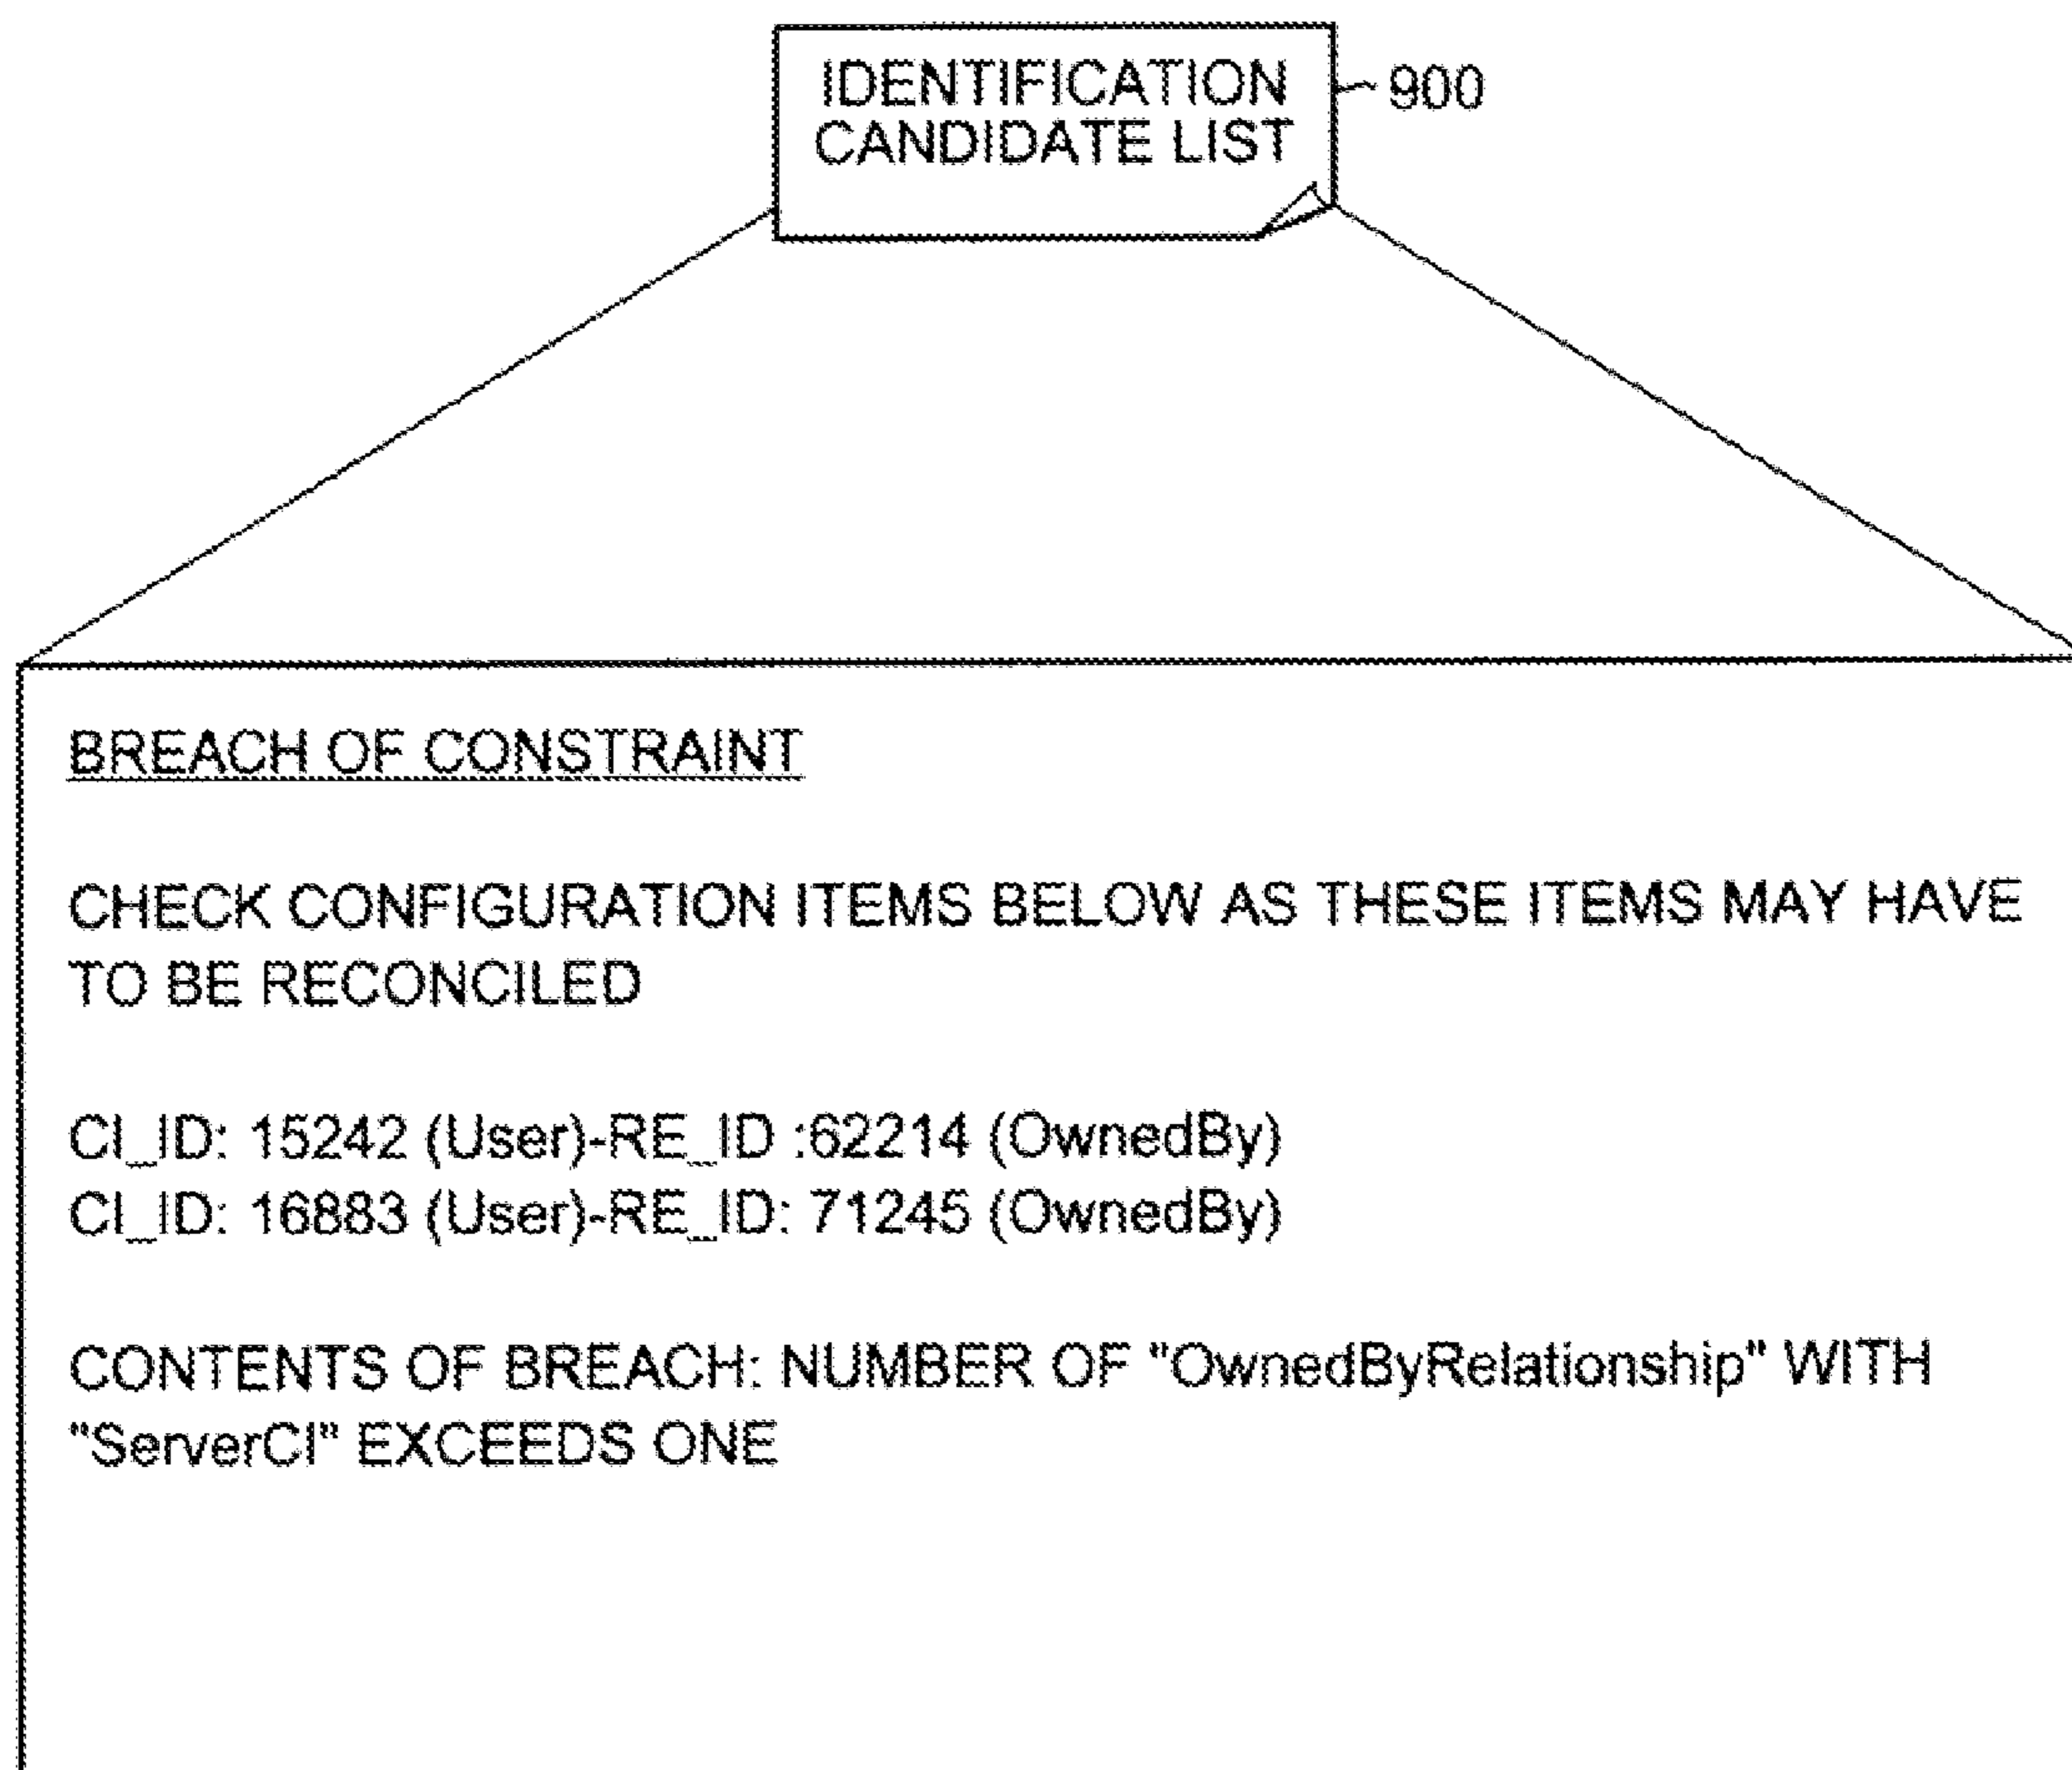 IDENTIFICATION
CANDIDATE LIST
900
BREACH OF CONSTRAINT
CHECK CONFIGURATION ITEMS BELOW AS THESE ITEMS MAY HAVE
TO BE RECONCILED
CI_ID: 15242 (User)-RE_ID :62214 (OwnedBy)
CI_ID: 16883 (User)-RE_ID: 71245 (OwnedBy)
CONTENTS OF BREACH: NUMBER OF "OwnedByRelationship" WITH
"ServerCI" EXCEEDS ONE